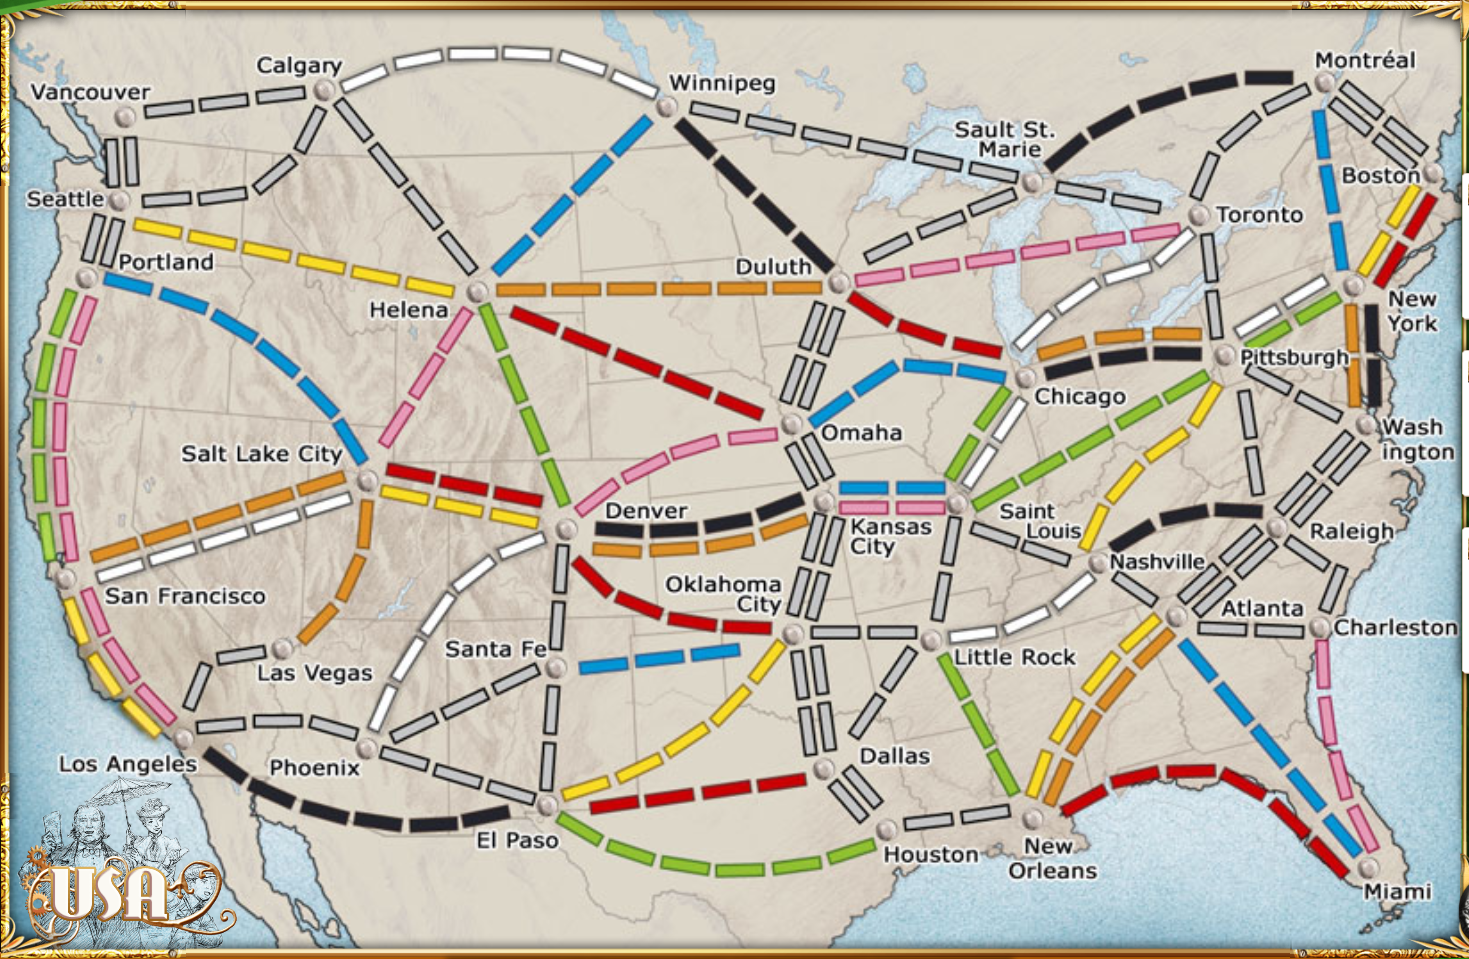 Calgary
Vancouver
Winnipeg
Montréal
Sault St.
Marie
Boston
Seattle
Toronto
Portland
Duluth
Helena
New
York
Pittsburgh
Chicago
Omaha
Wash
ington
Salt Lake City
Denver
Kansas
City
Saint
Louis
Raleigh
Nashville
San Francisco
Oklahoma
City
Atlanta
Charleston
Santa Fe
Las Vegas
Little Rock
Los Angeles
Phoenix
Dallas
El Paso
Houston
New
Orleans
Miami
USA